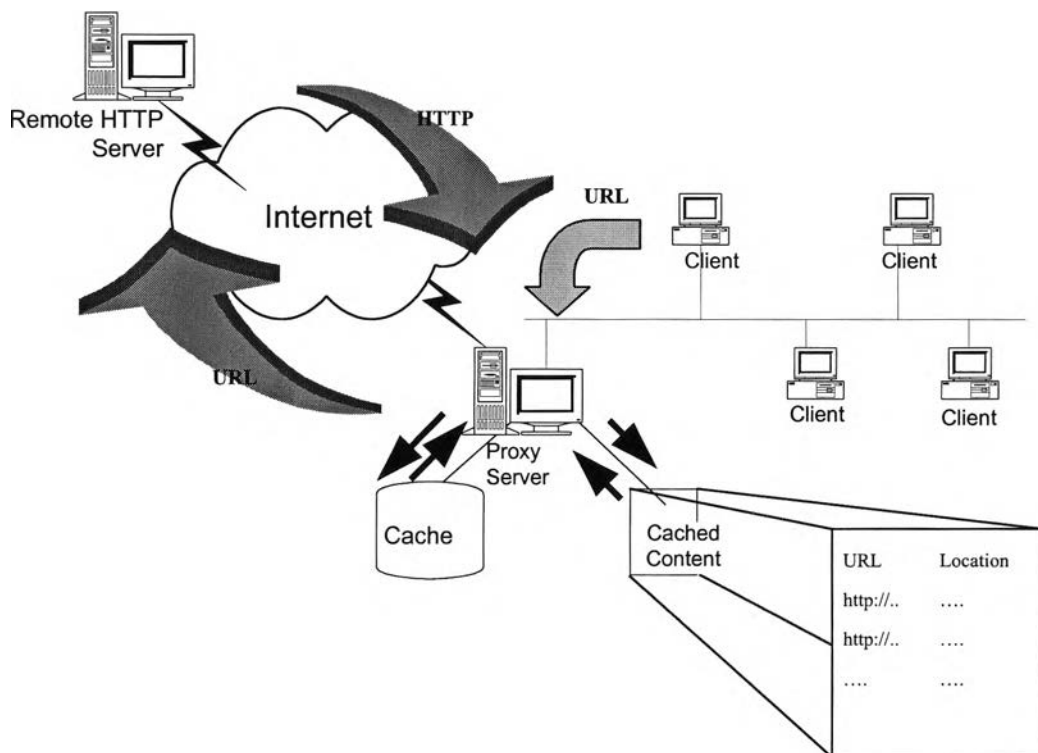 Remote HTTP
Server
HTTP
Internet
URL
Client
Client
URL
Client
Client
Proxy
Server
Cache
Cached
Content
URL Location
http://.. ....
http://.. ....
.... ....